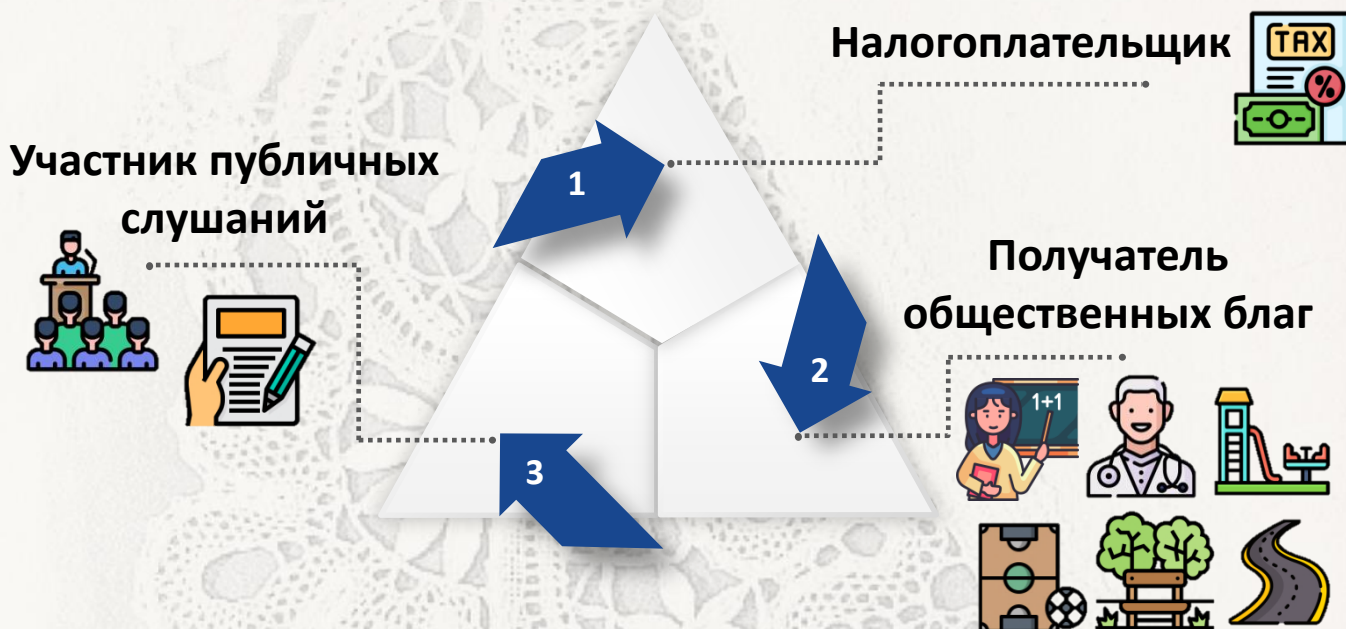 Налогоплательщик
TAX
%
Участник публичных
слушаний
1
Получатель
общественных благ
2
1+1
3